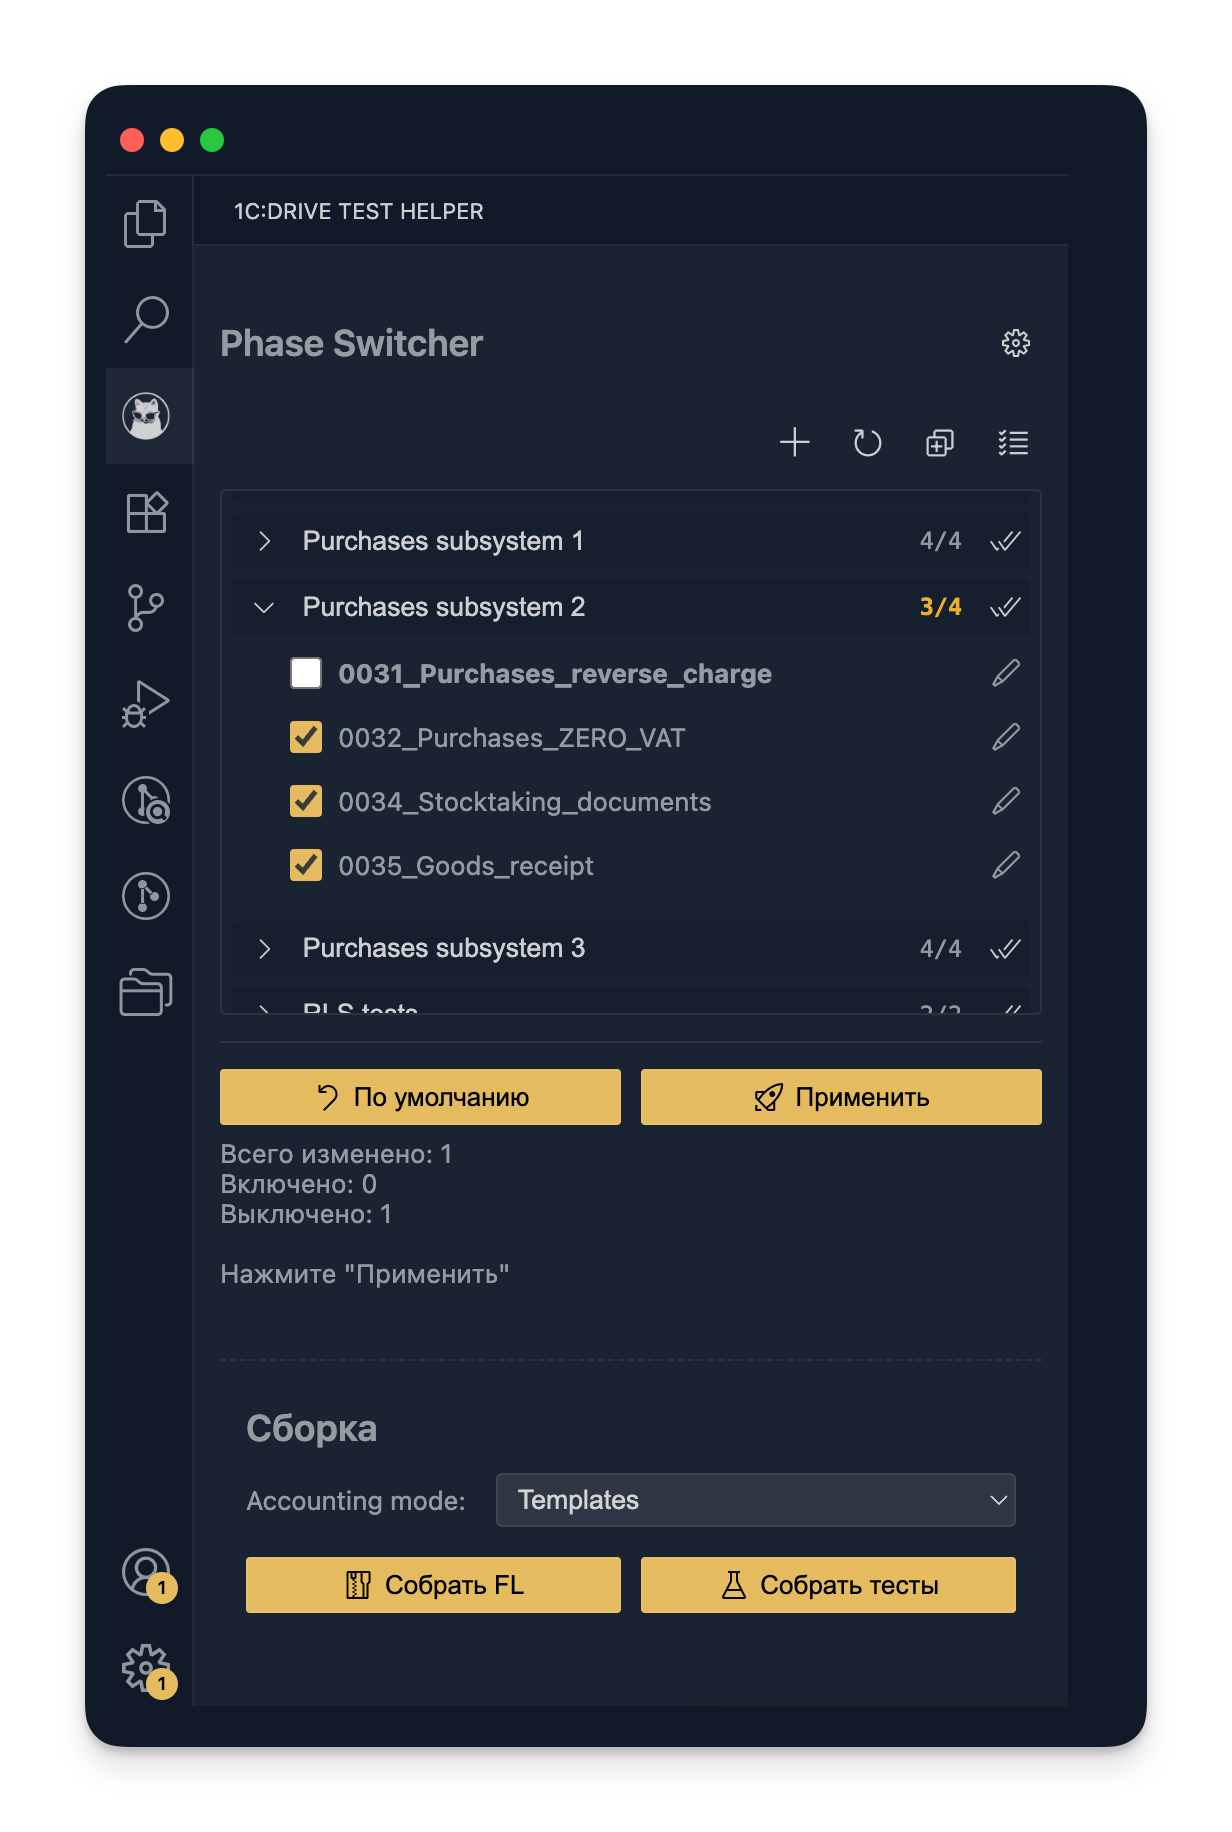 1C:DRIVE TEST HELPER
Phase Switcher
Purchases subsystem 1 4/4
Purchases subsystem 2 3/4
0031_Purchases_reverse_charge
0032_Purchases_ZERO_VAT
0034_Stocktaking_documents
0035_Goods_receipt
Purchases subsystem 3 4/4
RLS tests
По умолчанию Применить
Всего изменено: 1
Включено: 0
Выключено: 1
Нажмите "Применить"
Сборка
Accounting mode: Templates
Собрать FL Собрать тесты
1
1